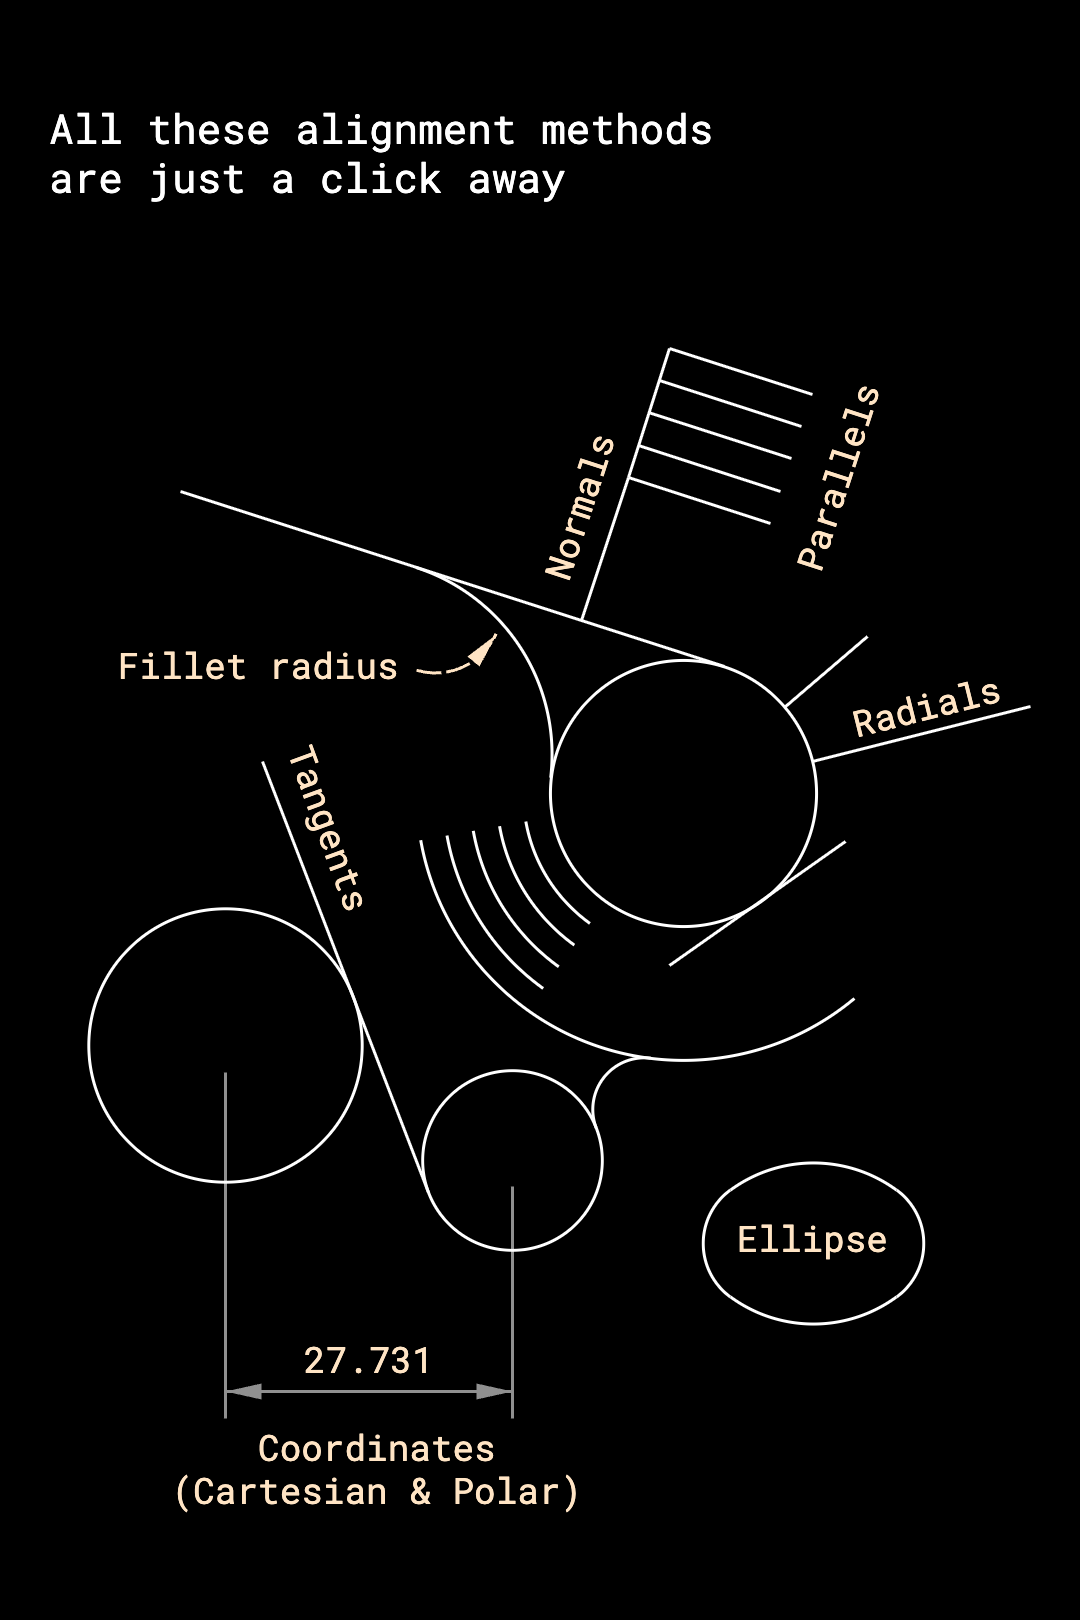 All these alignment methods
are just a click away
Normals
Parallels
Fillet radius
Radials
Tangents
Ellipse
27.731
Coordinates
(Cartesian & Polar)